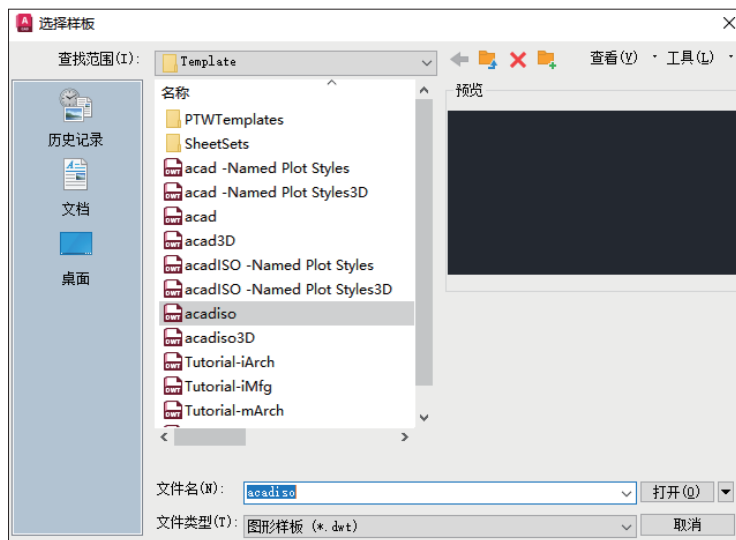 选择样板
查找范围(I): Template 查看(V) · 工具(L) ·
名称 预览
PTWTemplates
SheetSets
acad -Named Plot Styles
acad -Named Plot Styles3D
acad
acad3D
acadISO -Named Plot Styles
acadISO -Named Plot Styles3D
acadiso
acadiso3D
Tutorial-iArch
Tutorial-iMfg
Tutorial-mArch
历史记录
文档
桌面
文件名(N): acadiso 打开(O)
文件类型(T): 图形样板 (*.dwt) 取消